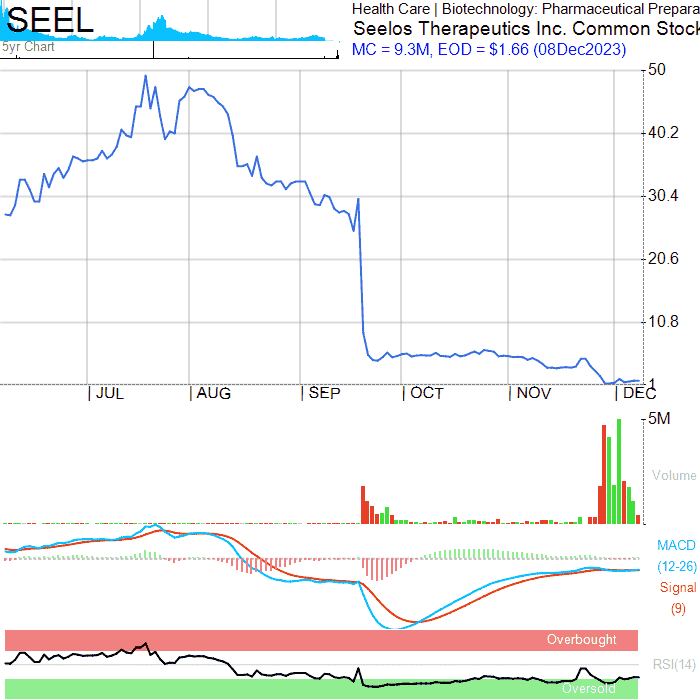 SEEL
5yr Chart
Health Care | Biotechnology: Pharmaceutical Prepara
Seelos Therapeutics Inc. Common Stock
MC = 9.3M, EOD = $1.66 (08Dec2023)
50
40.2
30.4
20.6
10.8
1
JUL AUG SEP OCT NOV DEC
5M
Volume
MACD
(12-26)
Signal
(9)
Overbought
RSI(14)
Oversold